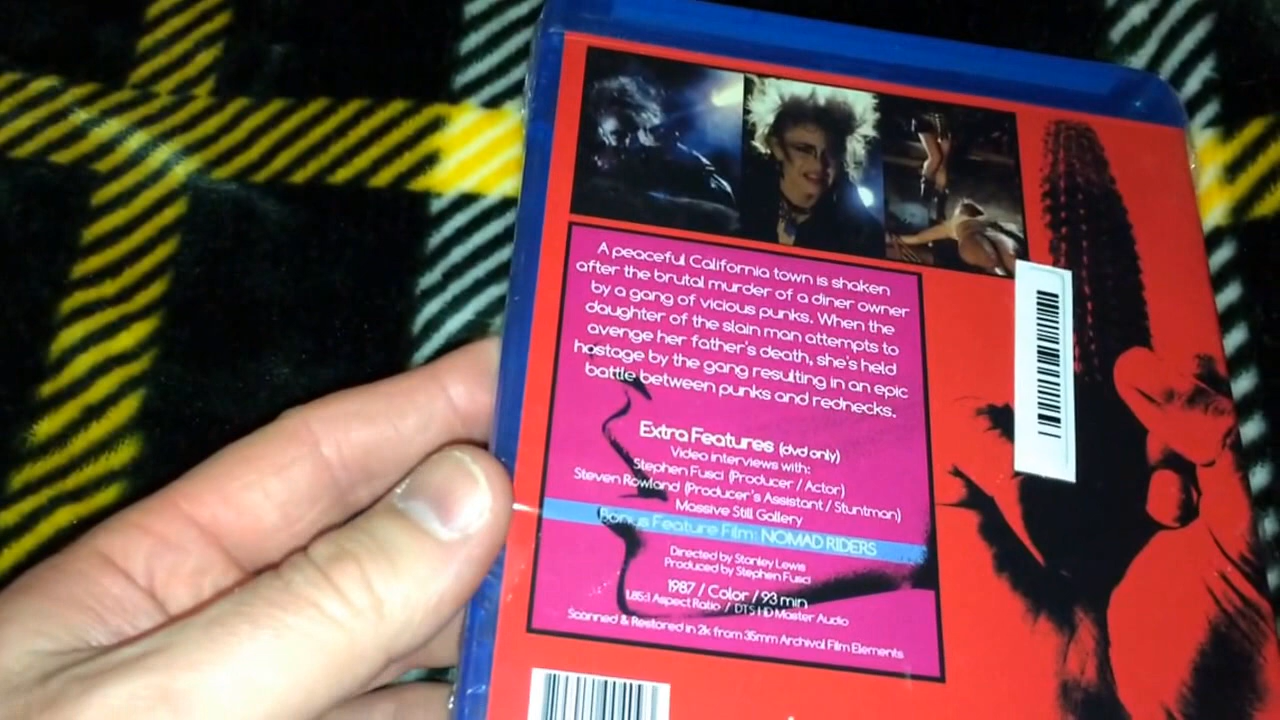 A peaceful California town is shaken
after the brutal murder of a diner owner
by a gang of vicious punks. When the
daughter of the slain man attempts to
avenge her father's death, she's held
hostage by the gang resulting in an epic
battle between punks and rednecks.
Extra Features (dvd only)
Video interviews with:
Stephen Fusci (Producer / Actor)
Steven Rowland (Producer's Assistant / Stuntman)
Massive Still Gallery
Bonus Feature Film: NOMAD RIDERS
Directed by Stanley Lewis
Produced by Stephen Fusci
1987 / Color / 93 min
1.85:1 Aspect Ratio / DTS HD Master Audio
Scanned & Restored in 2k from 35mm Archival Film Elements